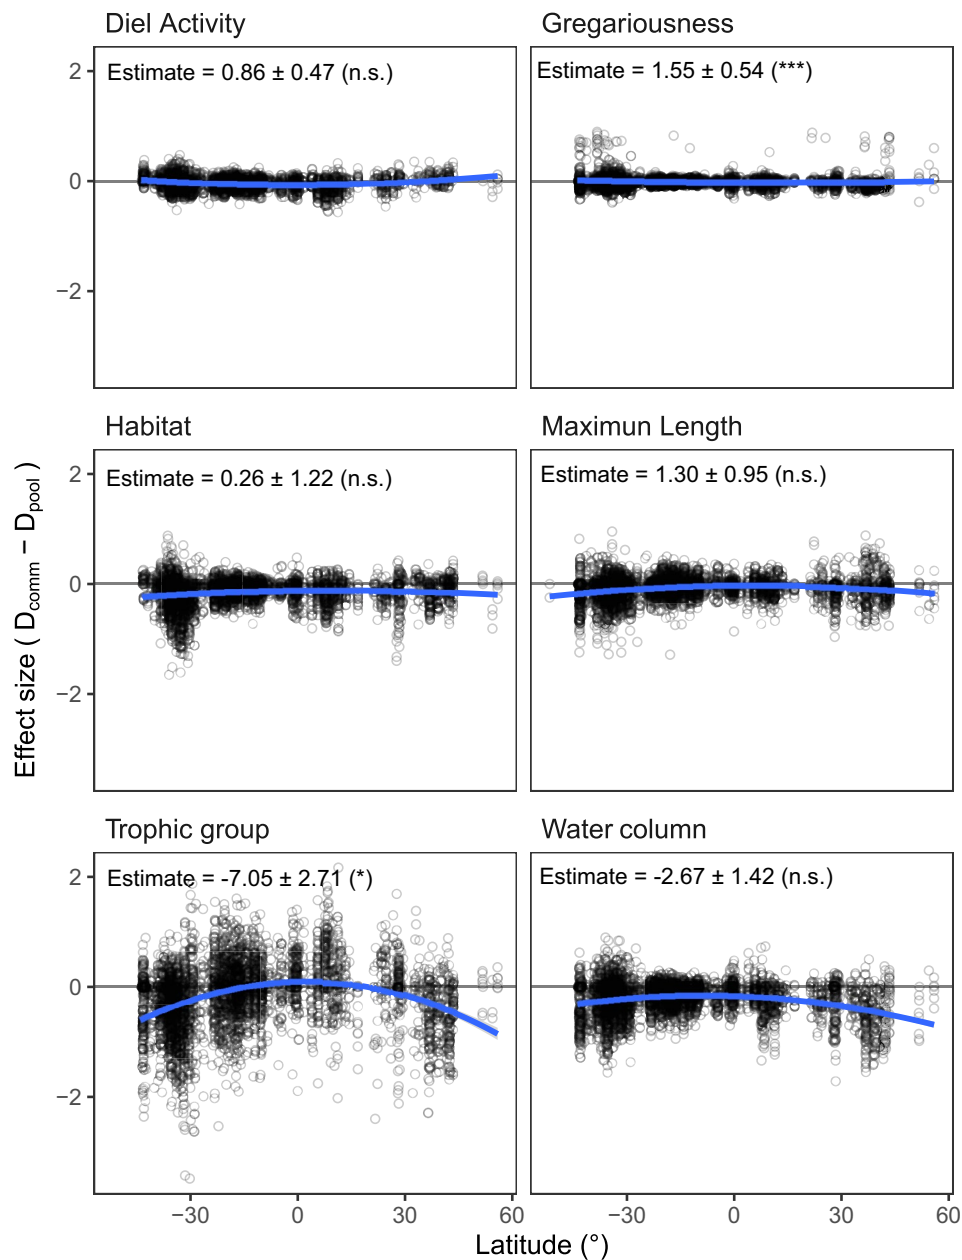 Diel Activity
Gregariousness
Estimate = 0.86 ± 0.47 (n.s.)
Estimate = 1.55 ± 0.54 (***)
2
0
−2
Habitat
Maximun Length
Estimate = 0.26 ± 1.22 (n.s.)
Estimate = 1.30 ± 0.95 (n.s.)
2
0
−2
Effect size ( Dcomm − Dpool )
Trophic group
Water column
Estimate = -7.05 ± 2.71 (*)
Estimate = -2.67 ± 1.42 (n.s.)
2
0
−2
−30 0 30 60
−30 0 30 60
Latitude (°)